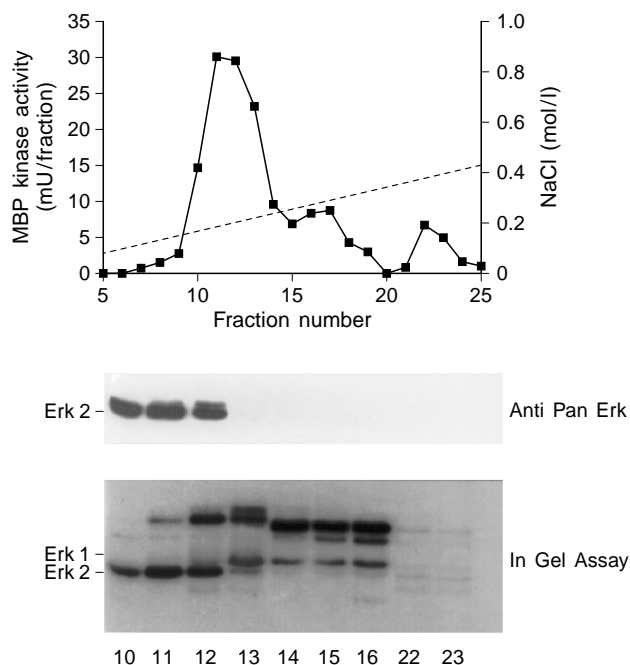 MBP kinase activity
(mU/fraction)
35
30
25
20
15
10
5
0
1.0
0.8
0.6
0.4
0.2
0
NaCl (mol/l)
5
10
15
20
25
Fraction number
Erk 2
Anti Pan Erk
Erk 1
Erk 2
In Gel Assay
10 11 12 13 14 15 16 22 23